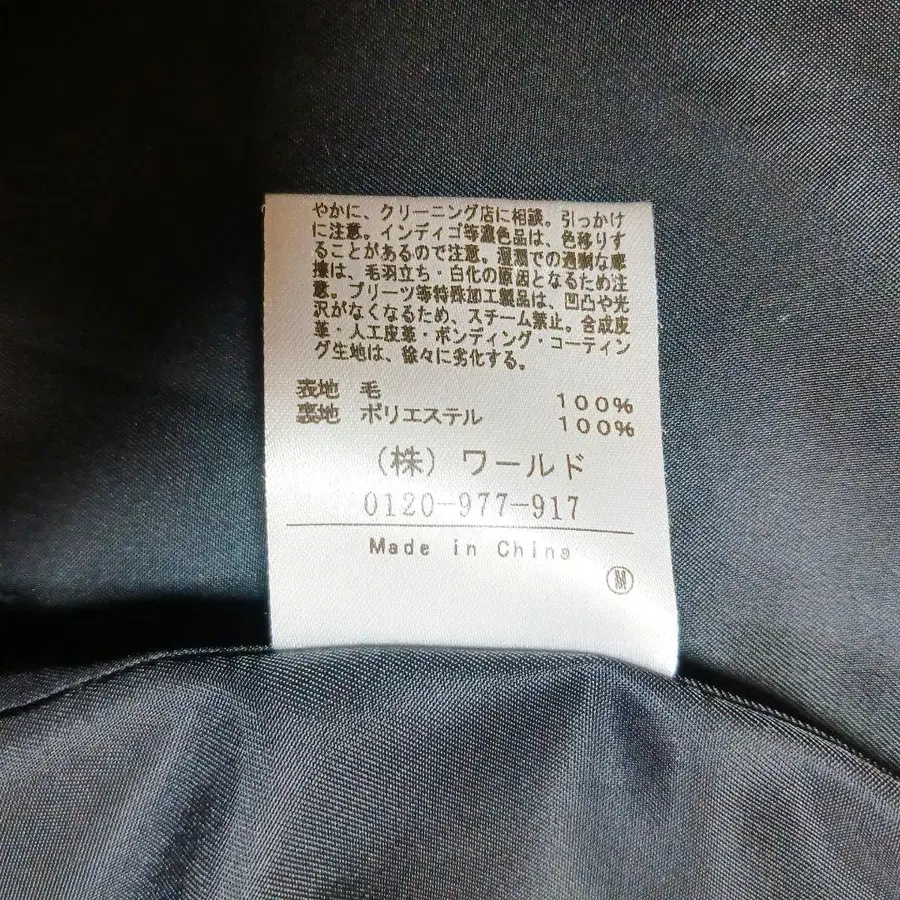 やかに、クリーニング店に相談。引っかけ
に注意。インディゴ等濃色品は、色移りす
ることがあるので注意。湿潤での過剰な摩
擦は、毛羽立ち・白化の原因となるため注
意。プリーツ等特殊加工製品は、凹凸や光
沢がなくなるため、スチーム禁止。合成皮
革・人工皮革・ボンディング・コーティン
グ生地は、徐々に劣化する。
表地 毛 100%
裏地 ポリエステル 100%
(株) ワールド
0120-977-917
Made in China
M